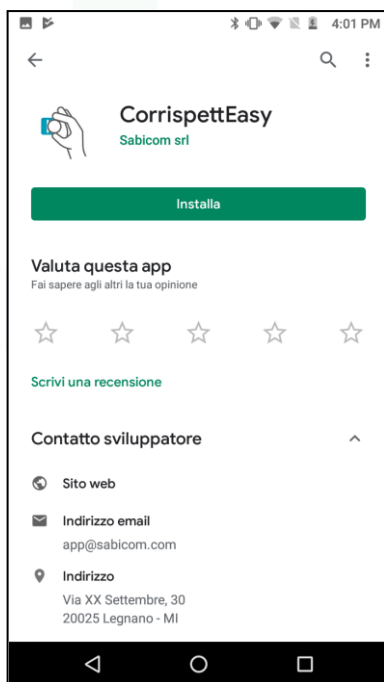 4:01 PM
CorrispettEasy
Sabicom srl
Installa
Valuta questa app
Fai sapere agli altri la tua opinione
Scrivi una recensione
Contatto sviluppatore
Sito web
Indirizzo email
app@sabicom.com
Indirizzo
Via XX Settembre, 30
20025 Legnano - MI